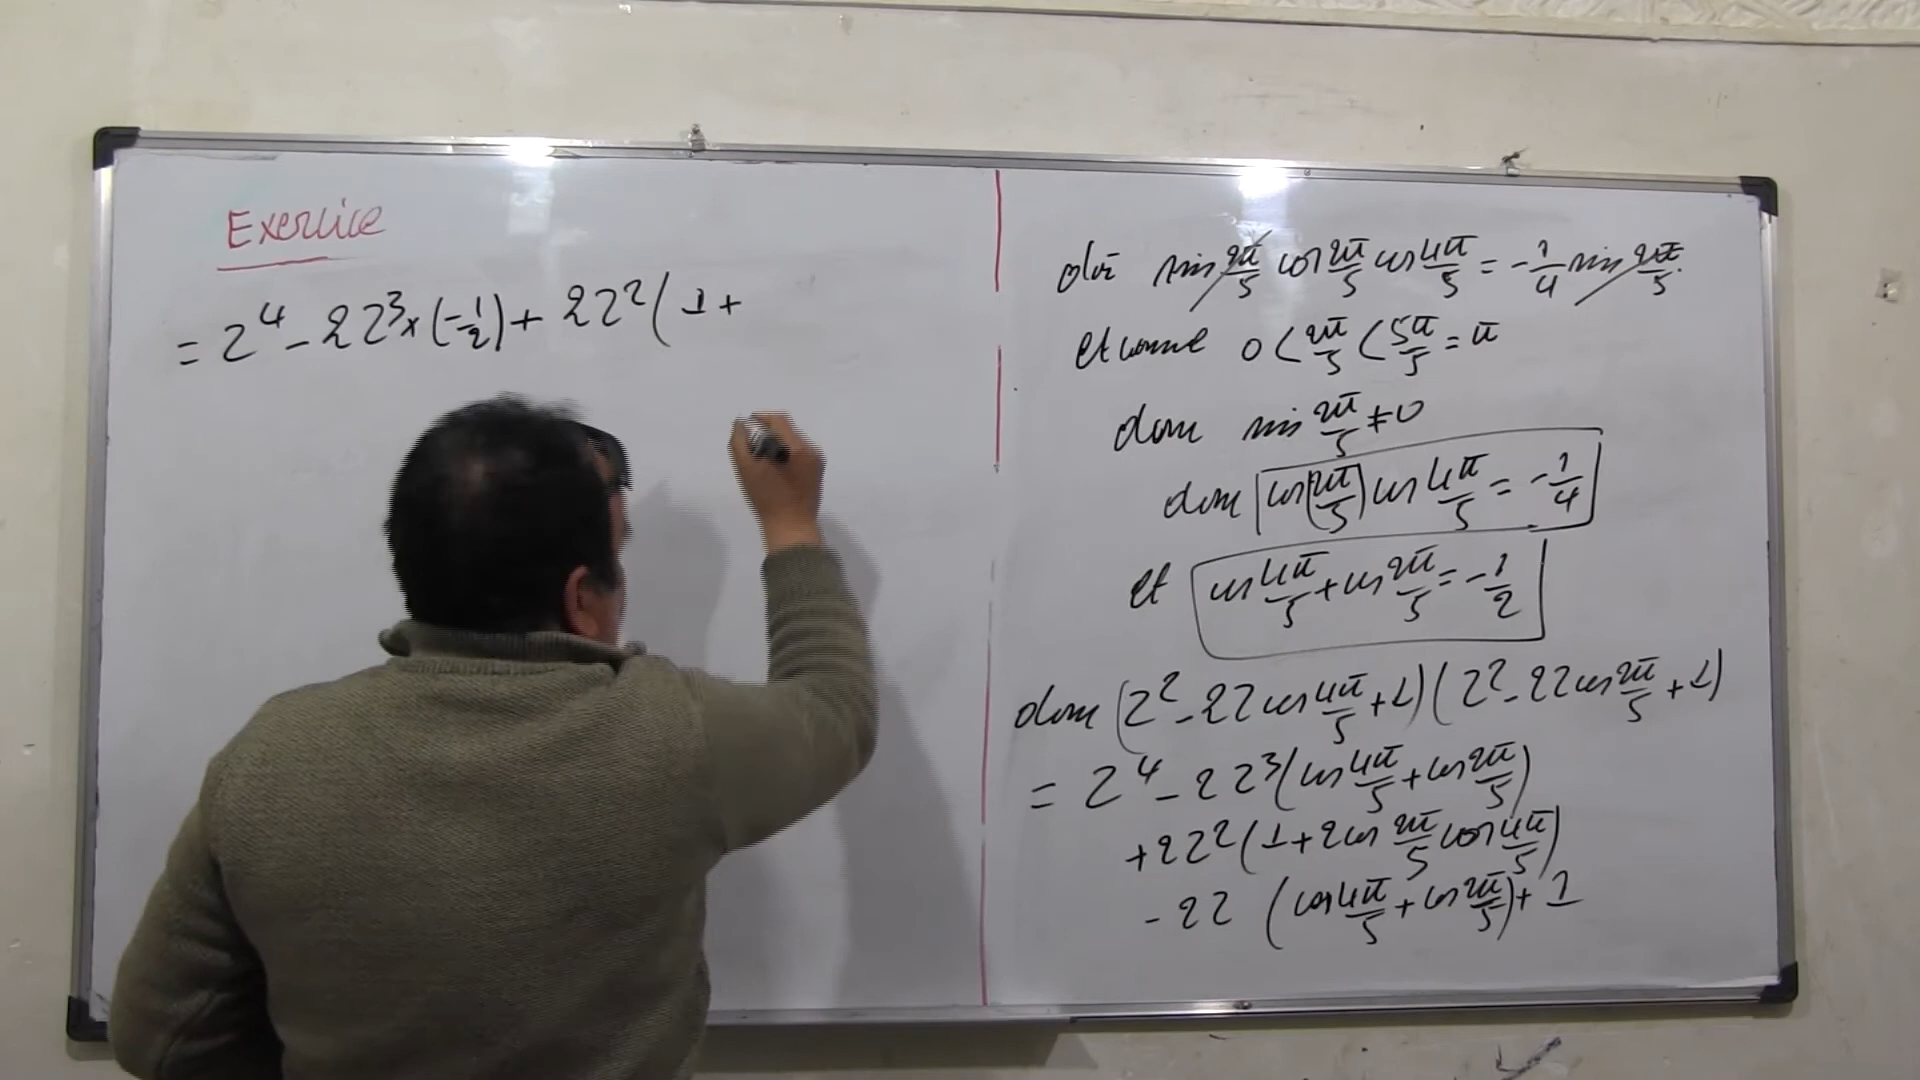 Exercice
= Z⁴ - 2Z³ × (-1/2) + 2Z² (1 +
d'où sin 2π/5 cos 2π/5 cos 4π/5 = -1/4 sin 2π/5.
et comme 0 < 2π/5 < 5π/5 = π
donc sin 2π/5 ≠ 0
donc cos(2π/5) cos 4π/5 = -1/4
et cos 4π/5 + cos 2π/5 = -1/2
donc (Z² - 2Z cos 4π/5 + 1)(Z² - 2Z cos 2π/5 + 1)
= Z⁴ - 2Z³ (cos 4π/5 + cos 2π/5)
+ 2Z² (1 + 2cos 2π/5 cos 4π/5)
- 2Z (cos 4π/5 + cos 2π/5) + 1